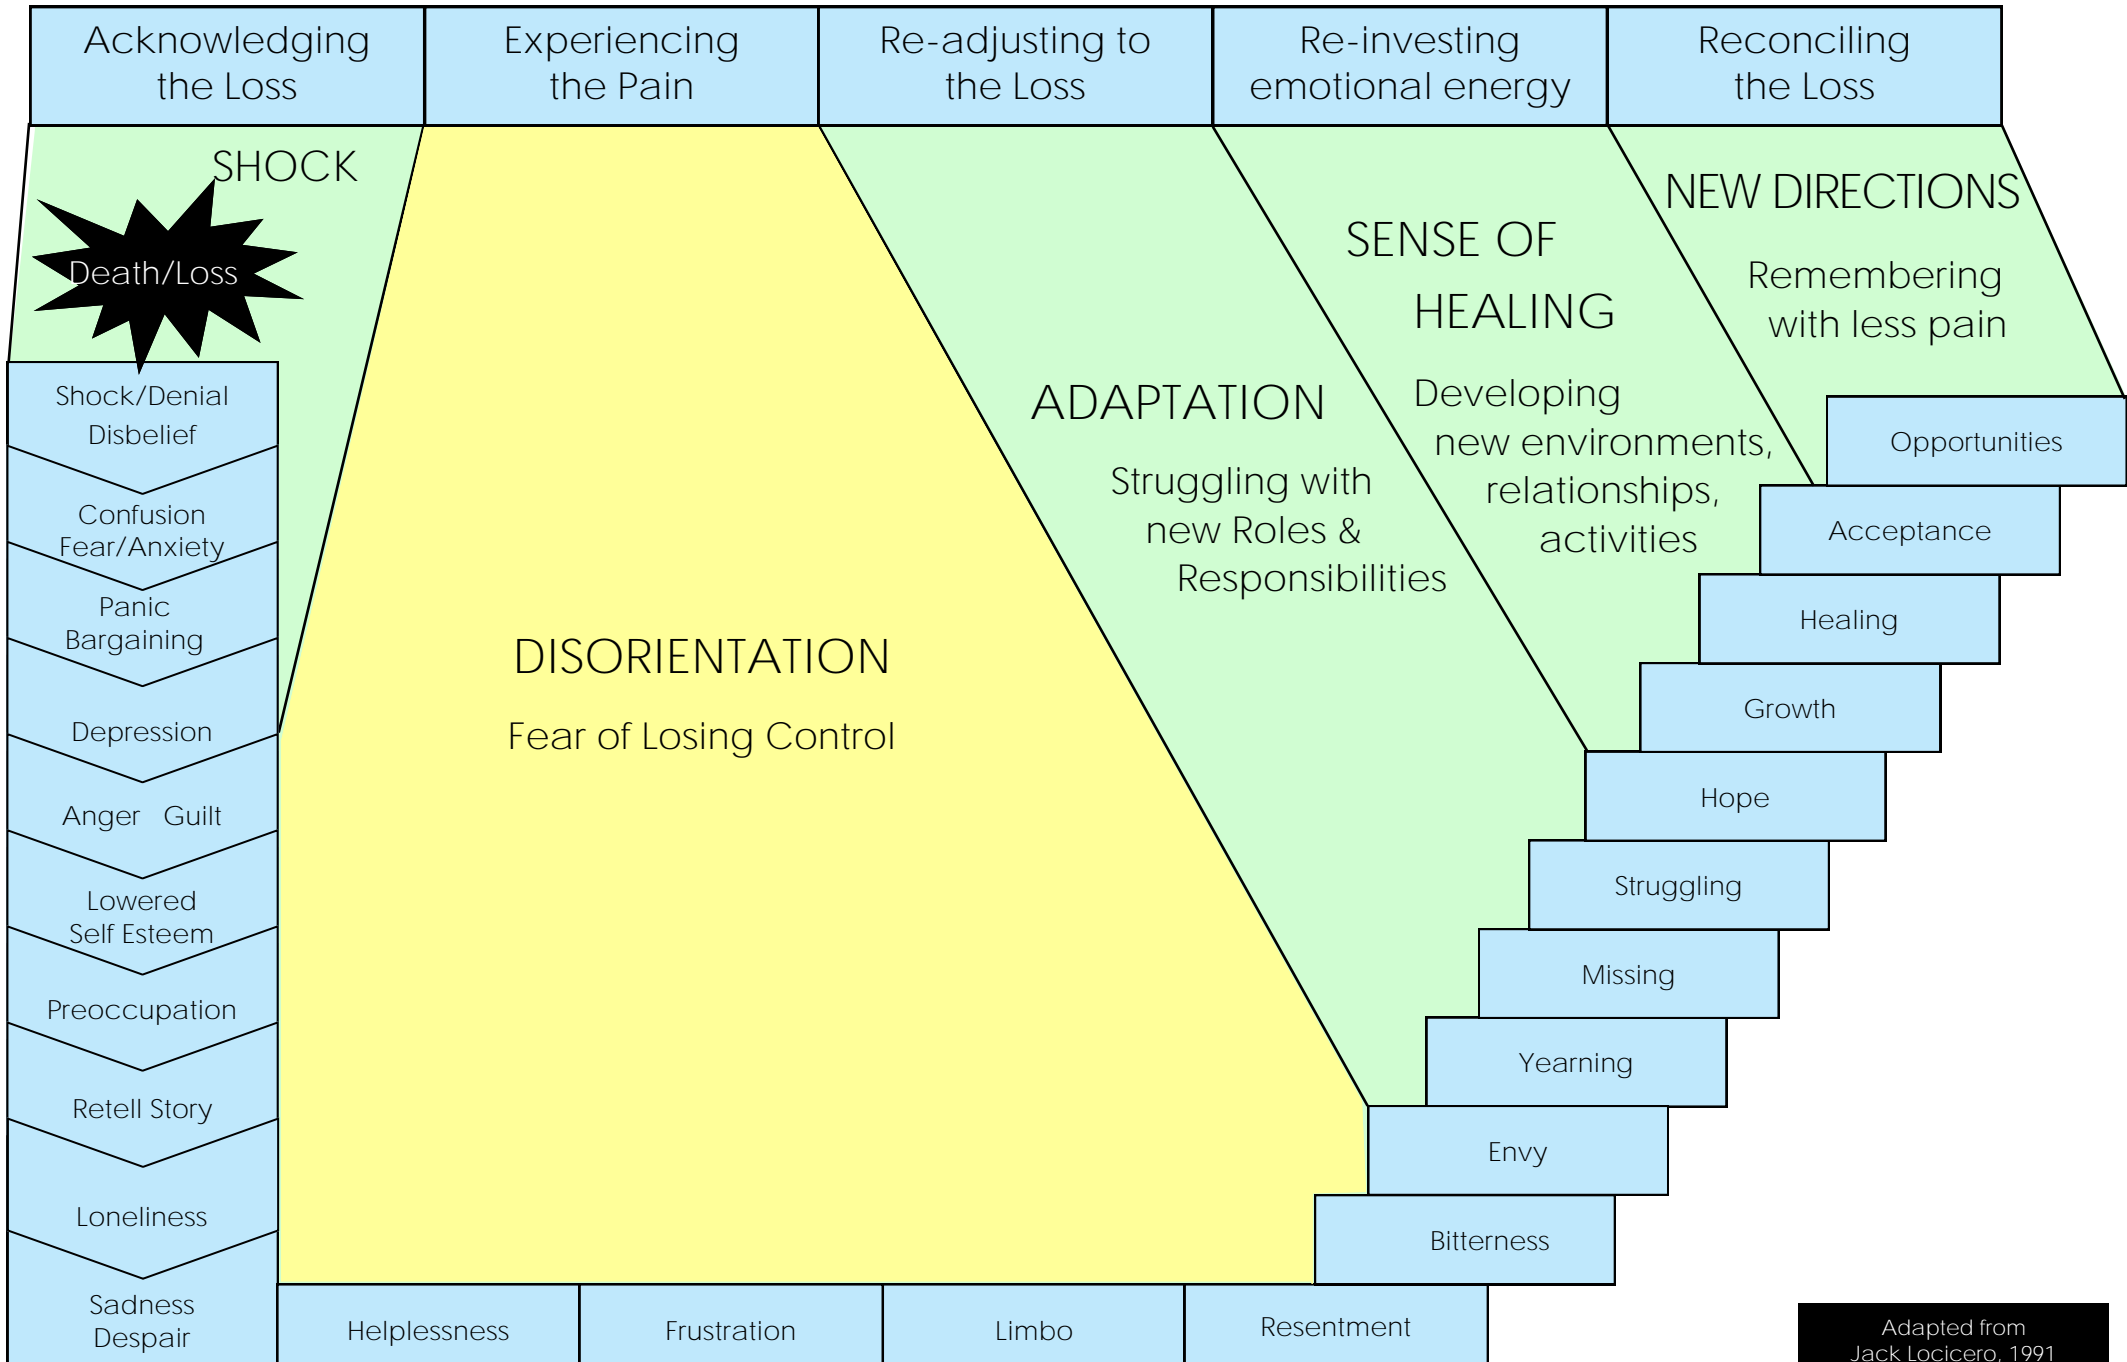 Acknowledging
the Loss
Experiencing
the Pain
Re-adjusting to
the Loss
Re-investing
emotional energy
Reconciling
the Loss
SHOCK
Death/Loss
Shock/Denial
Disbelief
Confusion
Fear/Anxiety
Panic
Bargaining
Depression
Anger Guilt
Lowered
Self Esteem
Preoccupation
Retell Story
Loneliness
Sadness
Despair
DISORIENTATION
Fear of Losing Control
ADAPTATION
Struggling with
new Roles &
Responsibilities
SENSE OF
HEALING
Developing
new environments,
relationships,
activities
NEW DIRECTIONS
Remembering
with less pain
Opportunities
Acceptance
Healing
Growth
Hope
Struggling
Missing
Yearning
Envy
Bitterness
Helplessness
Frustration
Limbo
Resentment
Adapted from
Jack Locicero, 1991